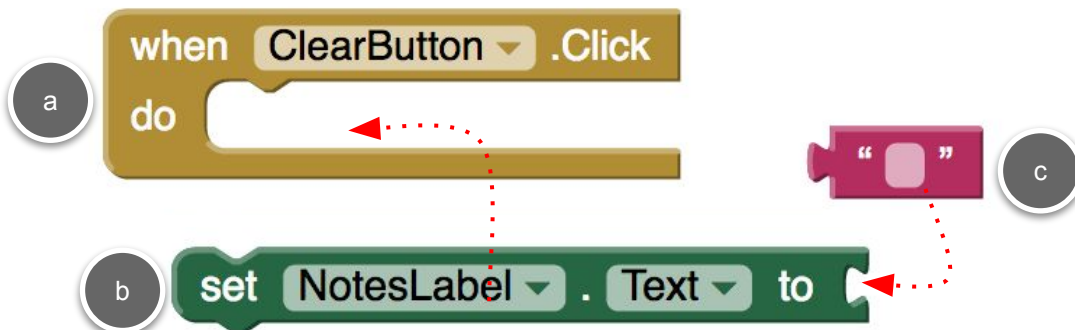 when ClearButton .Click
a
do
“ ”
c
b
set NotesLabel . Text to